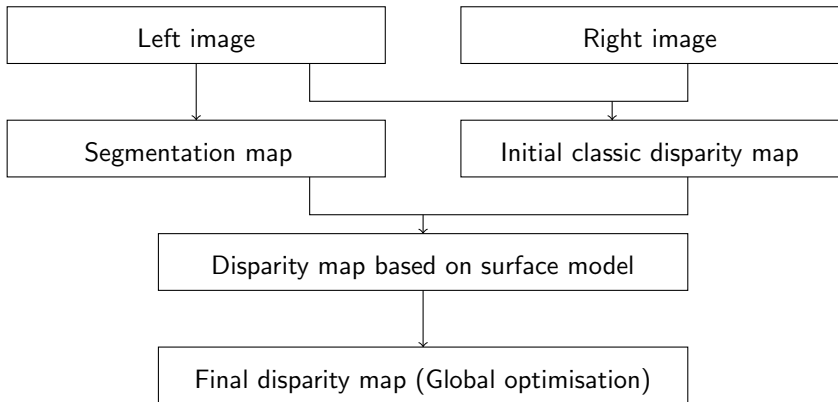 Left image
Right image
Segmentation map
Initial classic disparity map
Disparity map based on surface model
Final disparity map (Global optimisation)